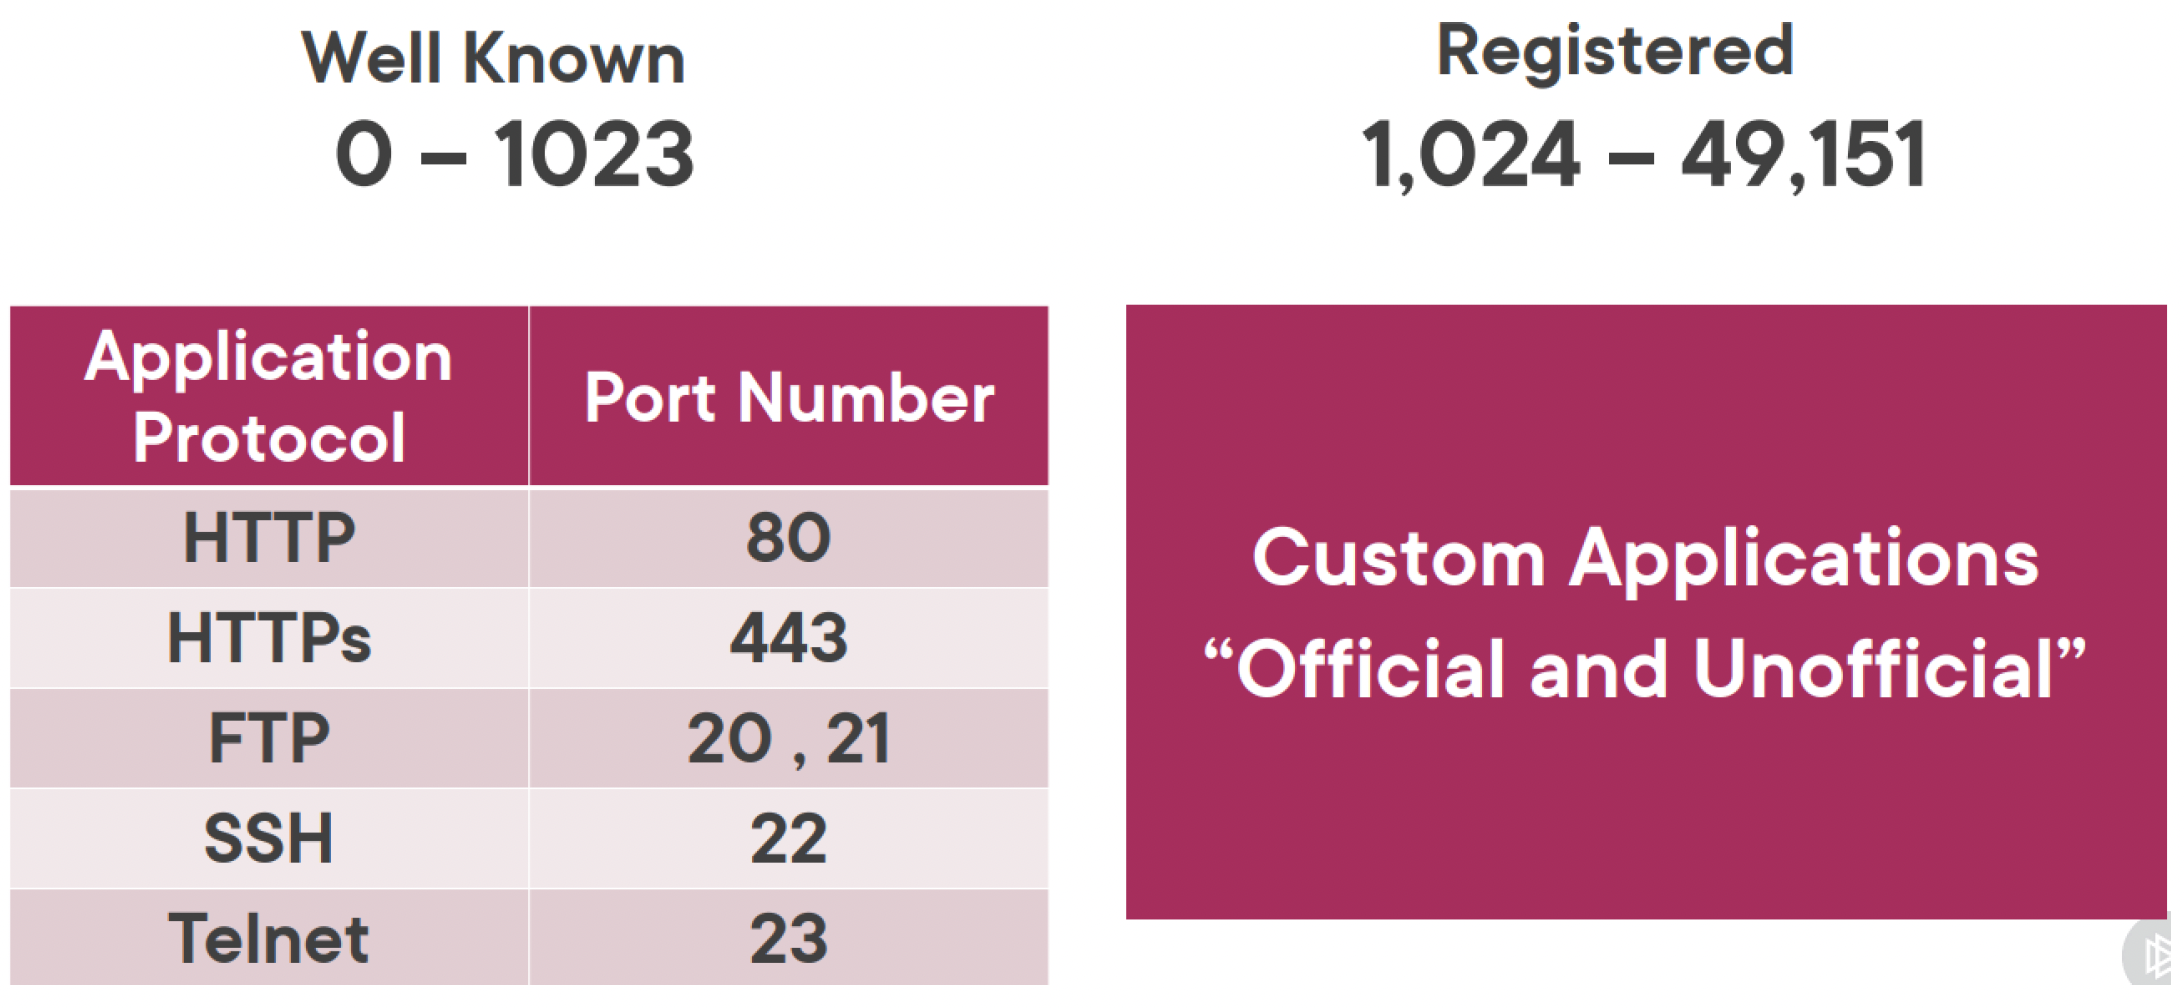 Well Known
0 – 1023
Registered
1,024 – 49,151
Application
Protocol
Port Number
HTTP 80
HTTPs 443
FTP 20 , 21
SSH 22
Telnet 23
Custom Applications
“Official and Unofficial”